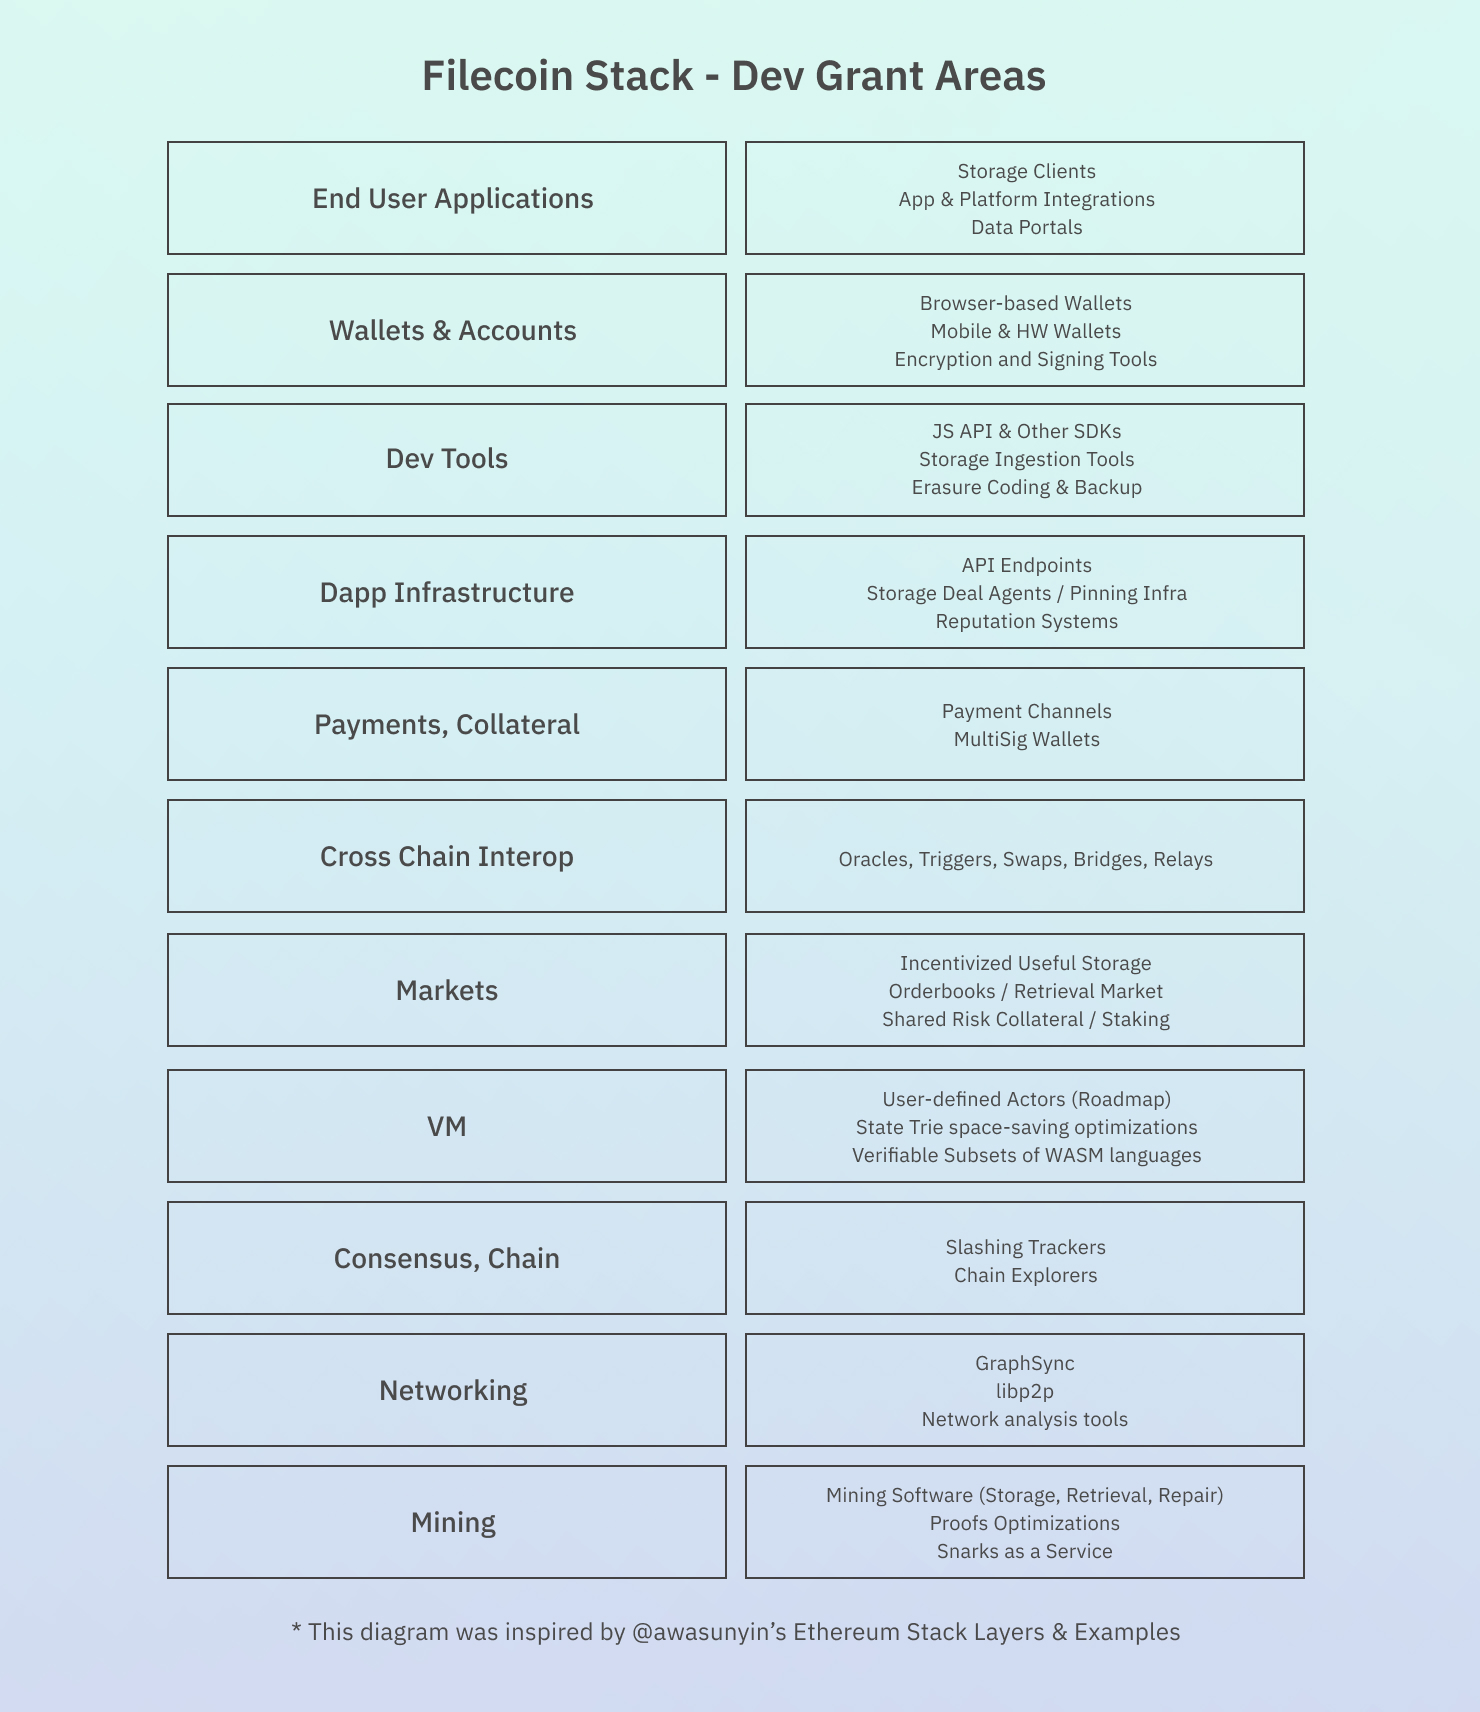 Filecoin Stack - Dev Grant Areas
End User Applications
Storage Clients
App & Platform Integrations
Data Portals
Wallets & Accounts
Browser-based Wallets
Mobile & HW Wallets
Encryption and Signing Tools
Dev Tools
JS API & Other SDKs
Storage Ingestion Tools
Erasure Coding & Backup
Dapp Infrastructure
API Endpoints
Storage Deal Agents / Pinning Infra
Reputation Systems
Payments, Collateral
Payment Channels
MultiSig Wallets
Cross Chain Interop
Oracles, Triggers, Swaps, Bridges, Relays
Markets
Incentivized Useful Storage
Orderbooks / Retrieval Market
Shared Risk Collateral / Staking
VM
User-defined Actors (Roadmap)
State Trie space-saving optimizations
Verifiable Subsets of WASM languages
Consensus, Chain
Slashing Trackers
Chain Explorers
Networking
GraphSync
libp2p
Network analysis tools
Mining
Mining Software (Storage, Retrieval, Repair)
Proofs Optimizations
Snarks as a Service
* This diagram was inspired by @awasunyin’s Ethereum Stack Layers & Examples